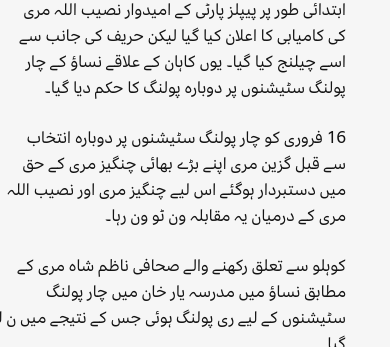 ابتدائی طور پر پیپلز پارٹی کے امیدوار نصیب اللہ مری
کی کامیابی کا اعلان کیا گیا لیکن حریف کی جانب سے
اسے چیلنج کیا گیا۔ یوں کاہان کے علاقے نساؤ کے چار
پولنگ سٹیشنوں پر دوبارہ پولنگ کا حکم دیا گیا۔
16 فروری کو چار پولنگ سٹیشنوں پر دوبارہ انتخاب
سے قبل گزین مری اپنے بڑے بھائی چنگیز مری کے حق
میں دستبردار ہوگئے اس لیے چنگیز مری اور نصیب اللہ
مری کے درمیان یہ مقابلہ ون ٹو ون رہا۔
کوہلو سے تعلق رکھنے والے صحافی ناظم شاہ مری کے
مطابق نساؤ میں مدرسہ یار خان میں چار پولنگ
سٹیشنوں کے لیے ری پولنگ ہوئی جس کے نتیجے میں ن